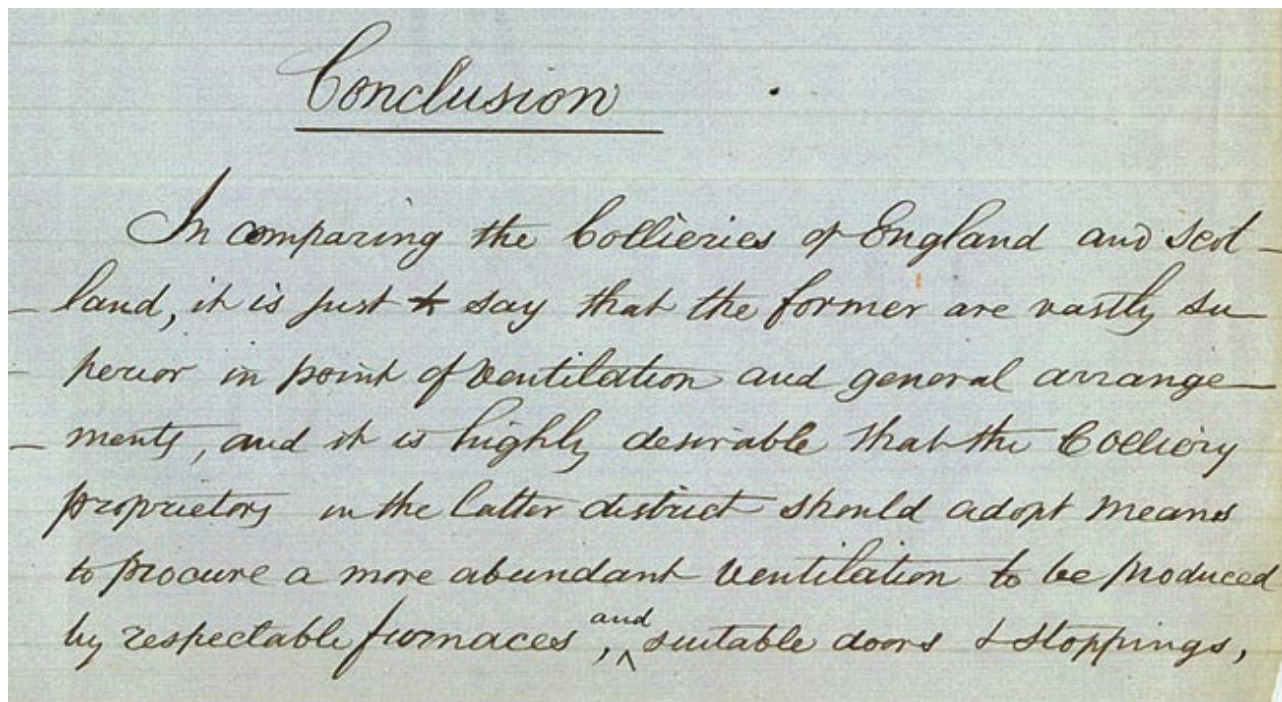 Conclusion
In comparing the Collieries of England and Scot-
-land, it is just to say that the former are vastly su-
-perior in point of ventilation and general arrange-
-ments, and it is highly desirable that the Colliery
proprietors in the latter district should adopt means
to procure a more abundant ventilation to be produced
by respectable furnaces, ^and suitable doors & stoppings,